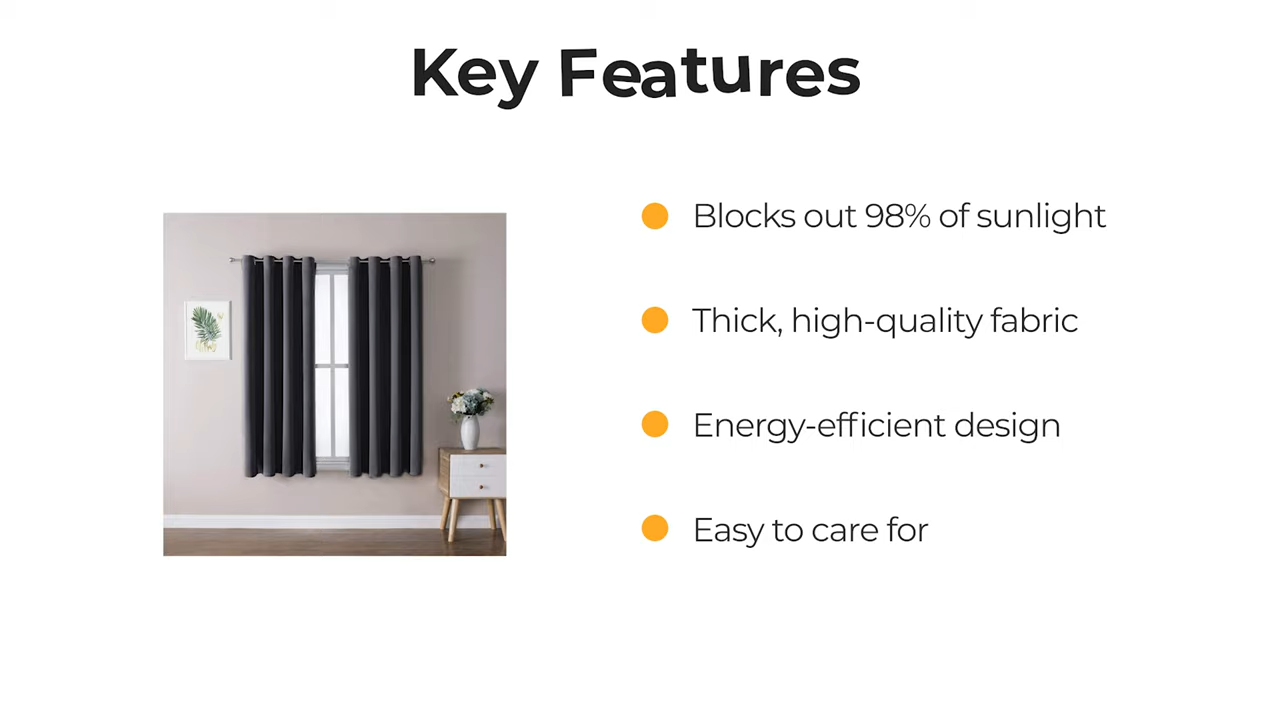 Key Features
Blocks out 98% of sunlight
Thick, high-quality fabric
Energy-efficient design
Easy to care for